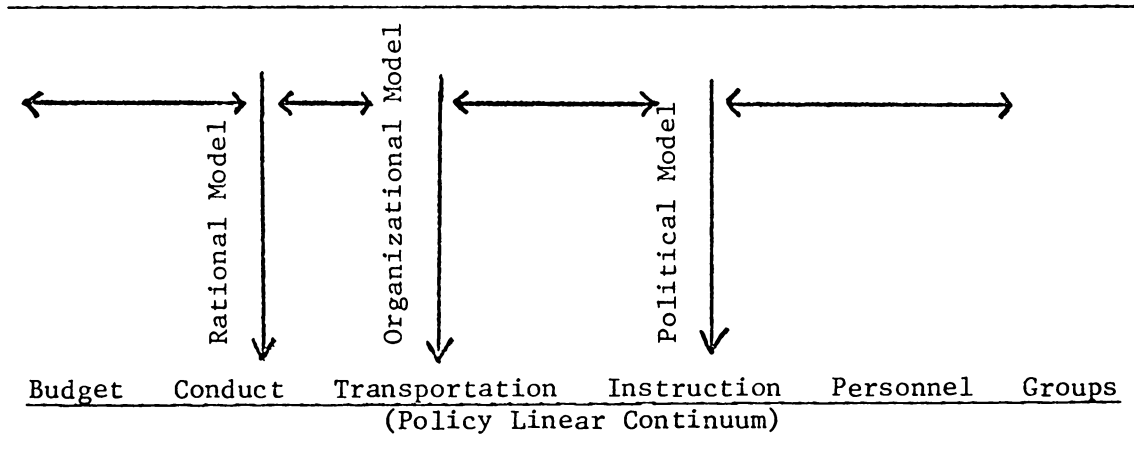 Rational Model
Organizational Model
Political Model
Budget Conduct Transportation Instruction Personnel Groups
(Policy Linear Continuum)